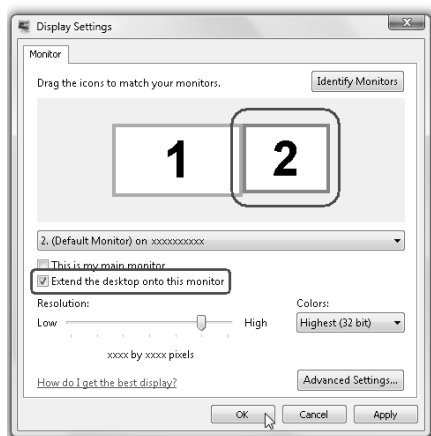 Display Settings
Monitor
Drag the icons to match your monitors.
Identify Monitors
1
2
2. (Default Monitor) on xxxxxxxxxx
This is my main monitor
Extend the desktop onto this monitor
Resolution:
Colors:
Low
High
Highest (32 bit)
xxxx by xxxx pixels
How do I get the best display?
Advanced Settings...
OK
Cancel
Apply